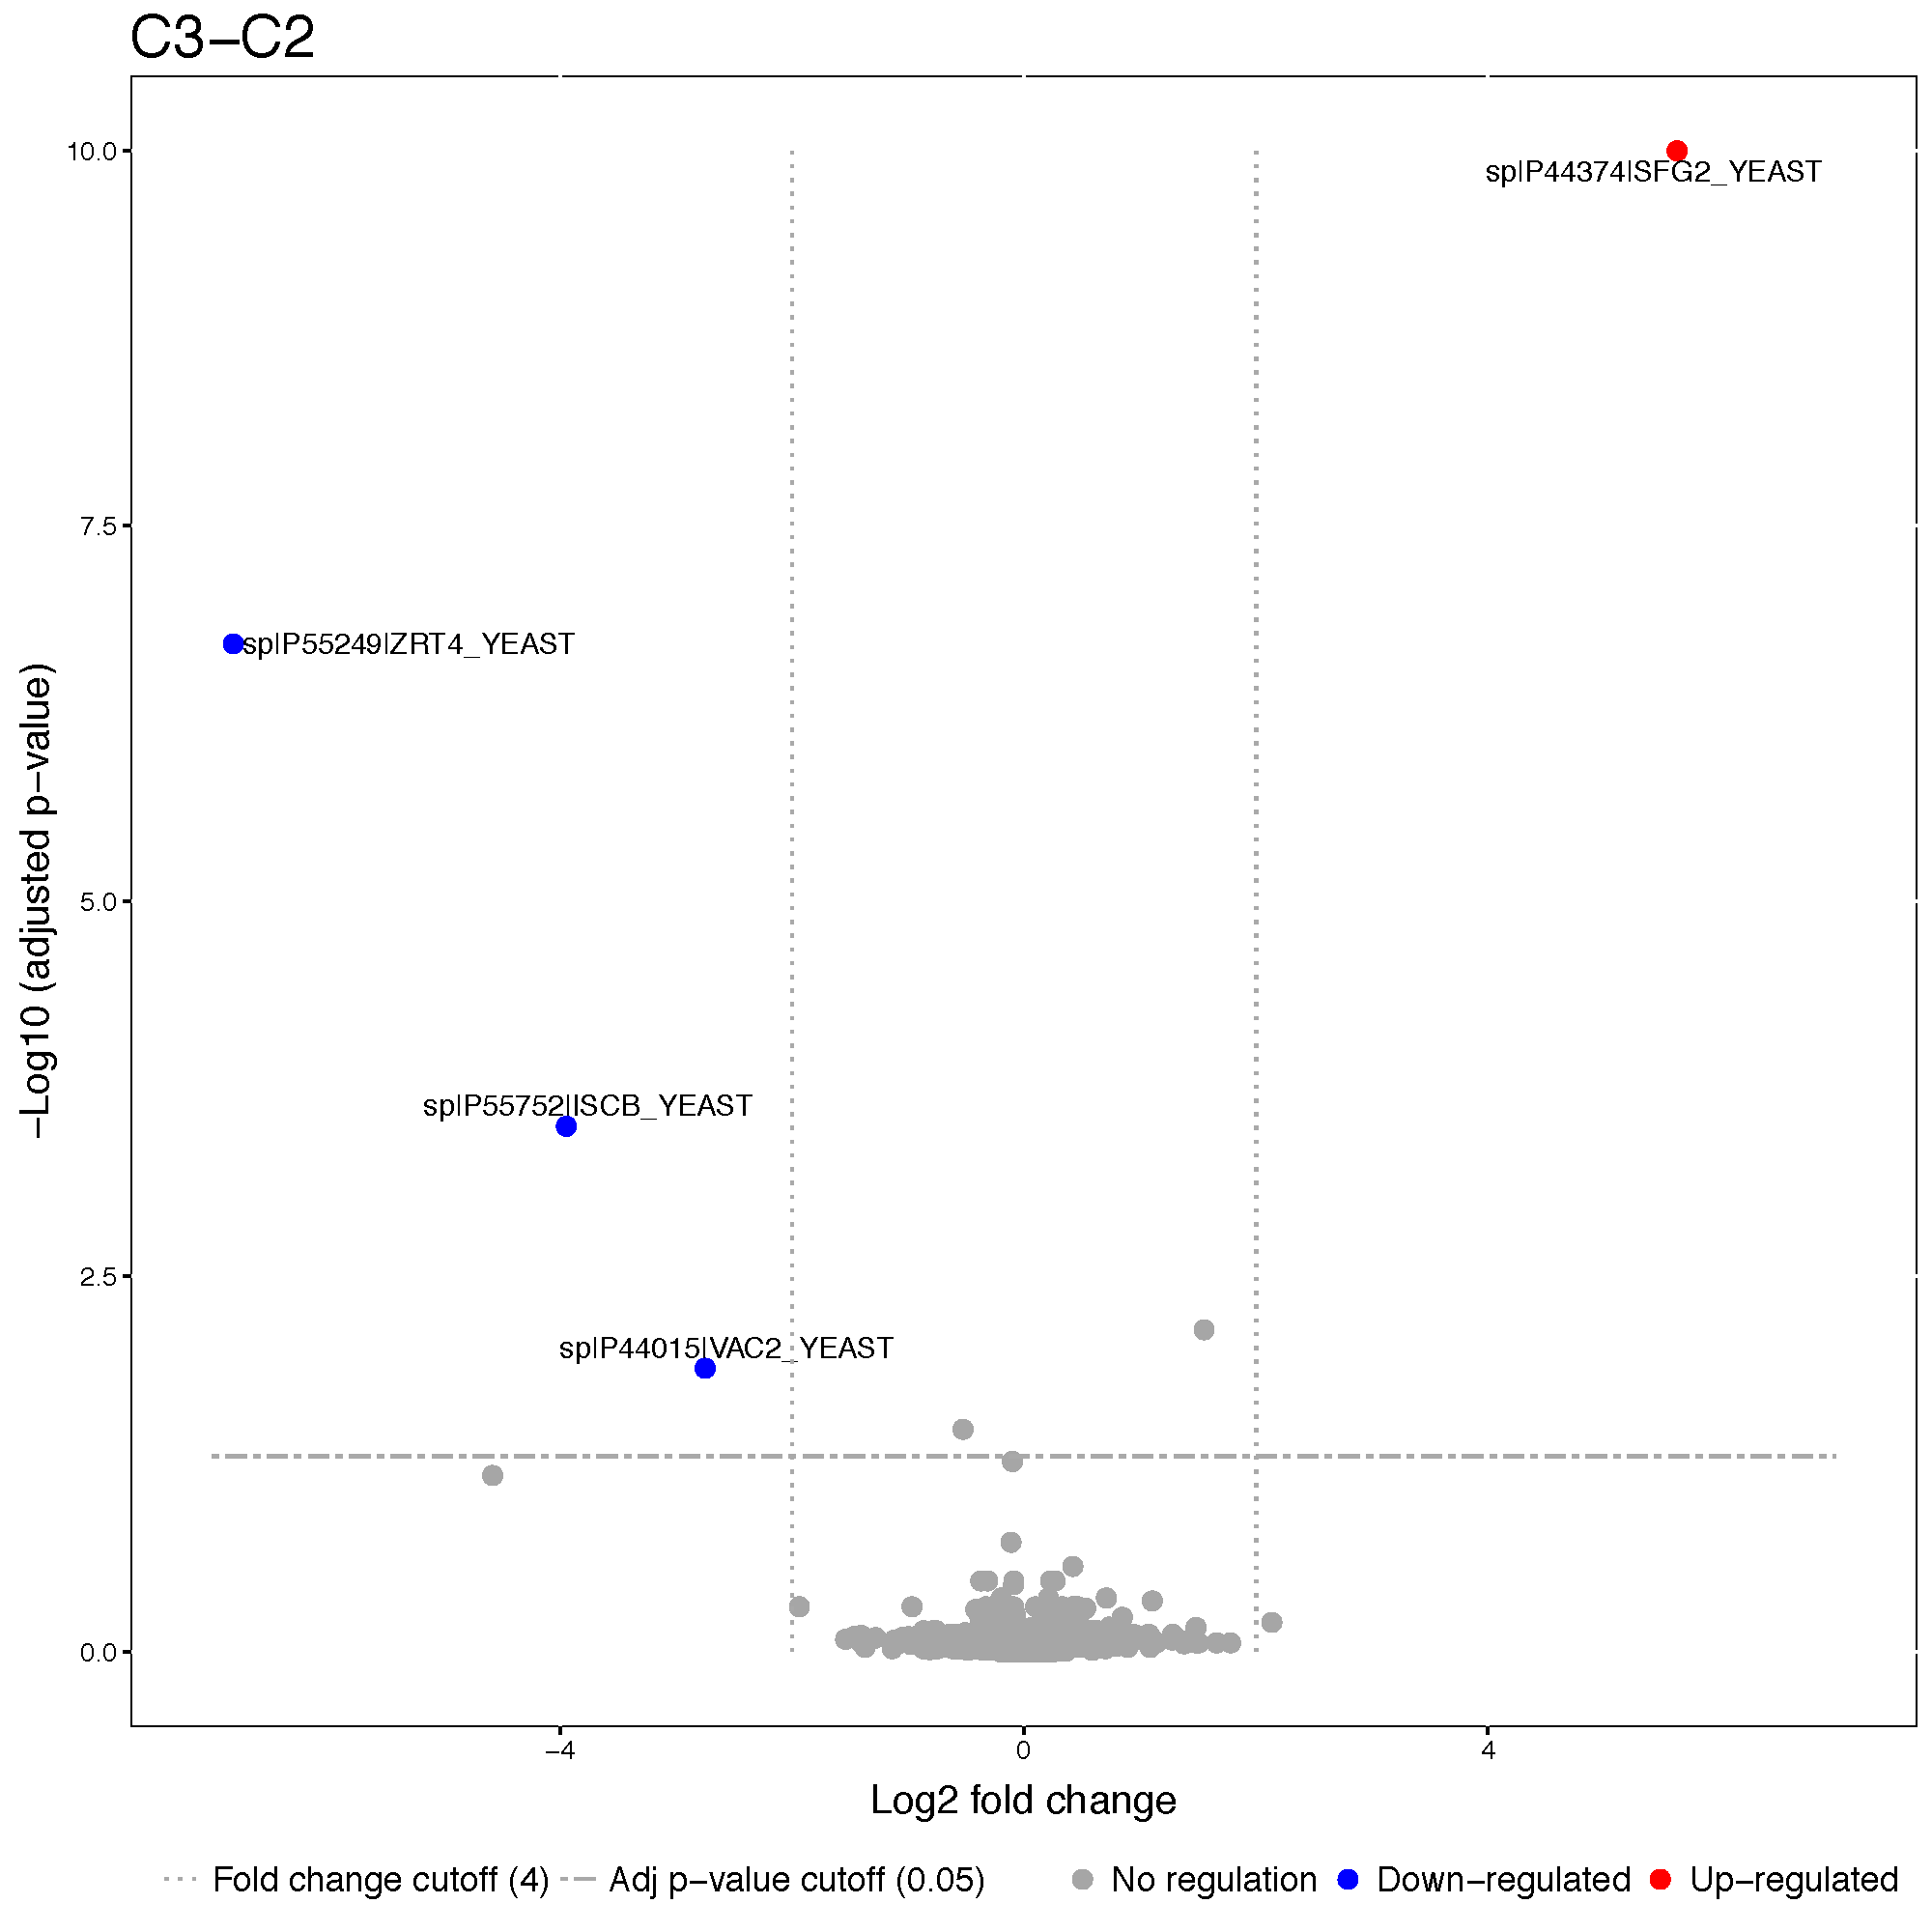 C3−C2
10.0
sp|P44374|SFG2_YEAST
7.5
sp|P55249|ZRT4_YEAST
−Log10 (adjusted p−value)
5.0
sp|P55752|ISCB_YEAST
2.5
sp|P44015|VAC2_YEAST
0.0
−4 0 4
Log2 fold change
Fold change cutoff (4) Adj p−value cutoff (0.05) No regulation Down−regulated Up−regulated